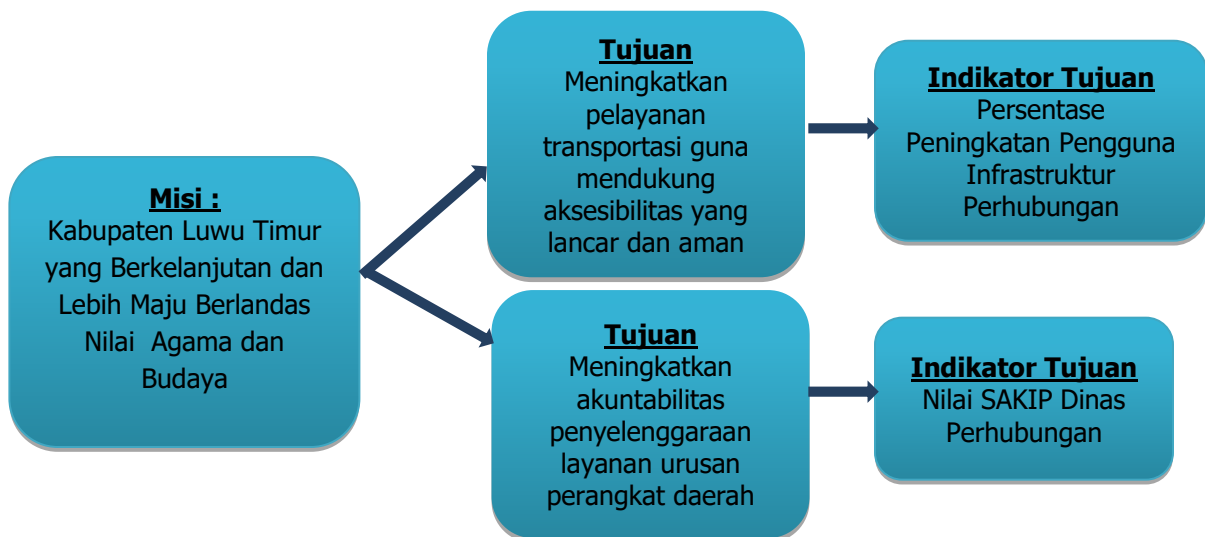 Misi :
Kabupaten Luwu Timur
yang Berkelanjutan dan
Lebih Maju Berlandas
Nilai Agama dan
Budaya
Tujuan
Meningkatkan
pelayanan
transportasi guna
mendukung
aksesibilitas yang
lancar dan aman
Indikator Tujuan
Persentase
Peningkatan Pengguna
Infrastruktur
Perhubungan
Tujuan
Meningkatkan
akuntabilitas
penyelenggaraan
layanan urusan
perangkat daerah
Indikator Tujuan
Nilai SAKIP Dinas
Perhubungan